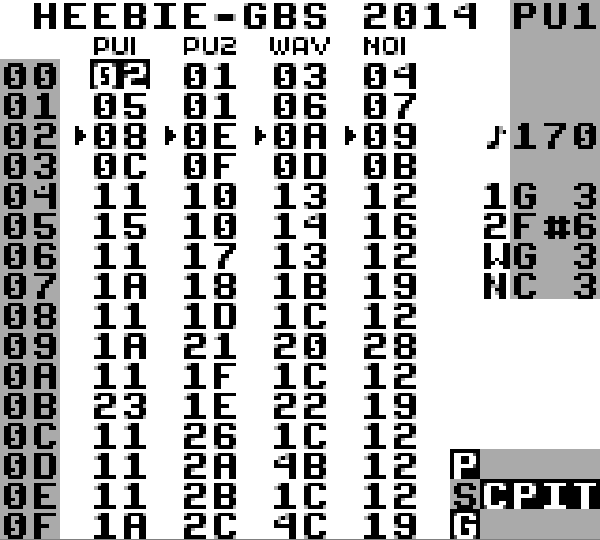 HEEBIE-GBS 2014 PU1
PU1 PU2 WAV NOI
00 02 01 03 04
01 05 01 06 07
02 08 0E 0A 09 ♪170
03 0C 0F 0D 0B
04 11 10 13 12 1G 3
05 15 10 14 16 2F#6
06 11 17 13 12 WG 3
07 1A 18 1B 19 NC 3
08 11 1D 1C 12
09 1A 21 20 28
0A 11 1F 1C 12
0B 23 1E 22 19
0C 11 26 1C 12
0D 11 2A 4B 12 P
0E 11 2B 1C 12 SCPIT
0F 1A 2C 4C 19 G